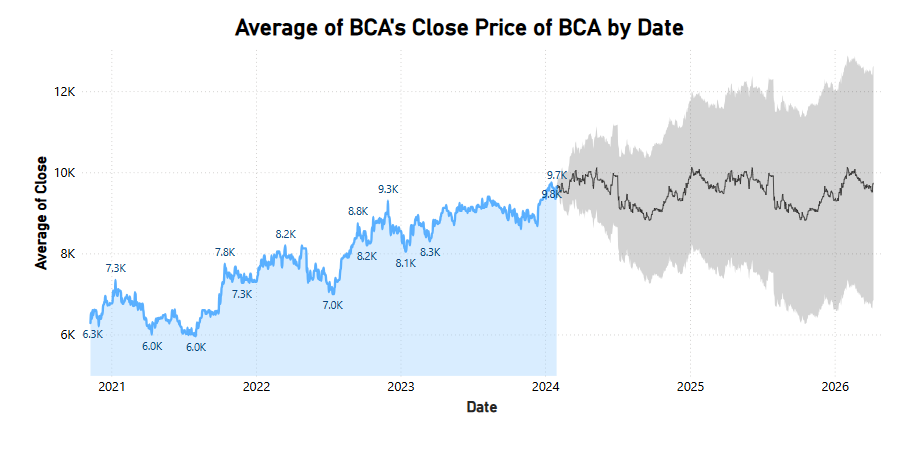 Average of BCA's Close Price of BCA by Date
Average of Close
12K
10K
8K
6K
6.3K
7.3K
6.0K
6.0K
7.8K
7.3K
8.2K
7.0K
8.8K
8.2K
9.3K
8.1K
8.3K
9.7K
9.8K
2021
2022
2023
2024
2025
2026
Date